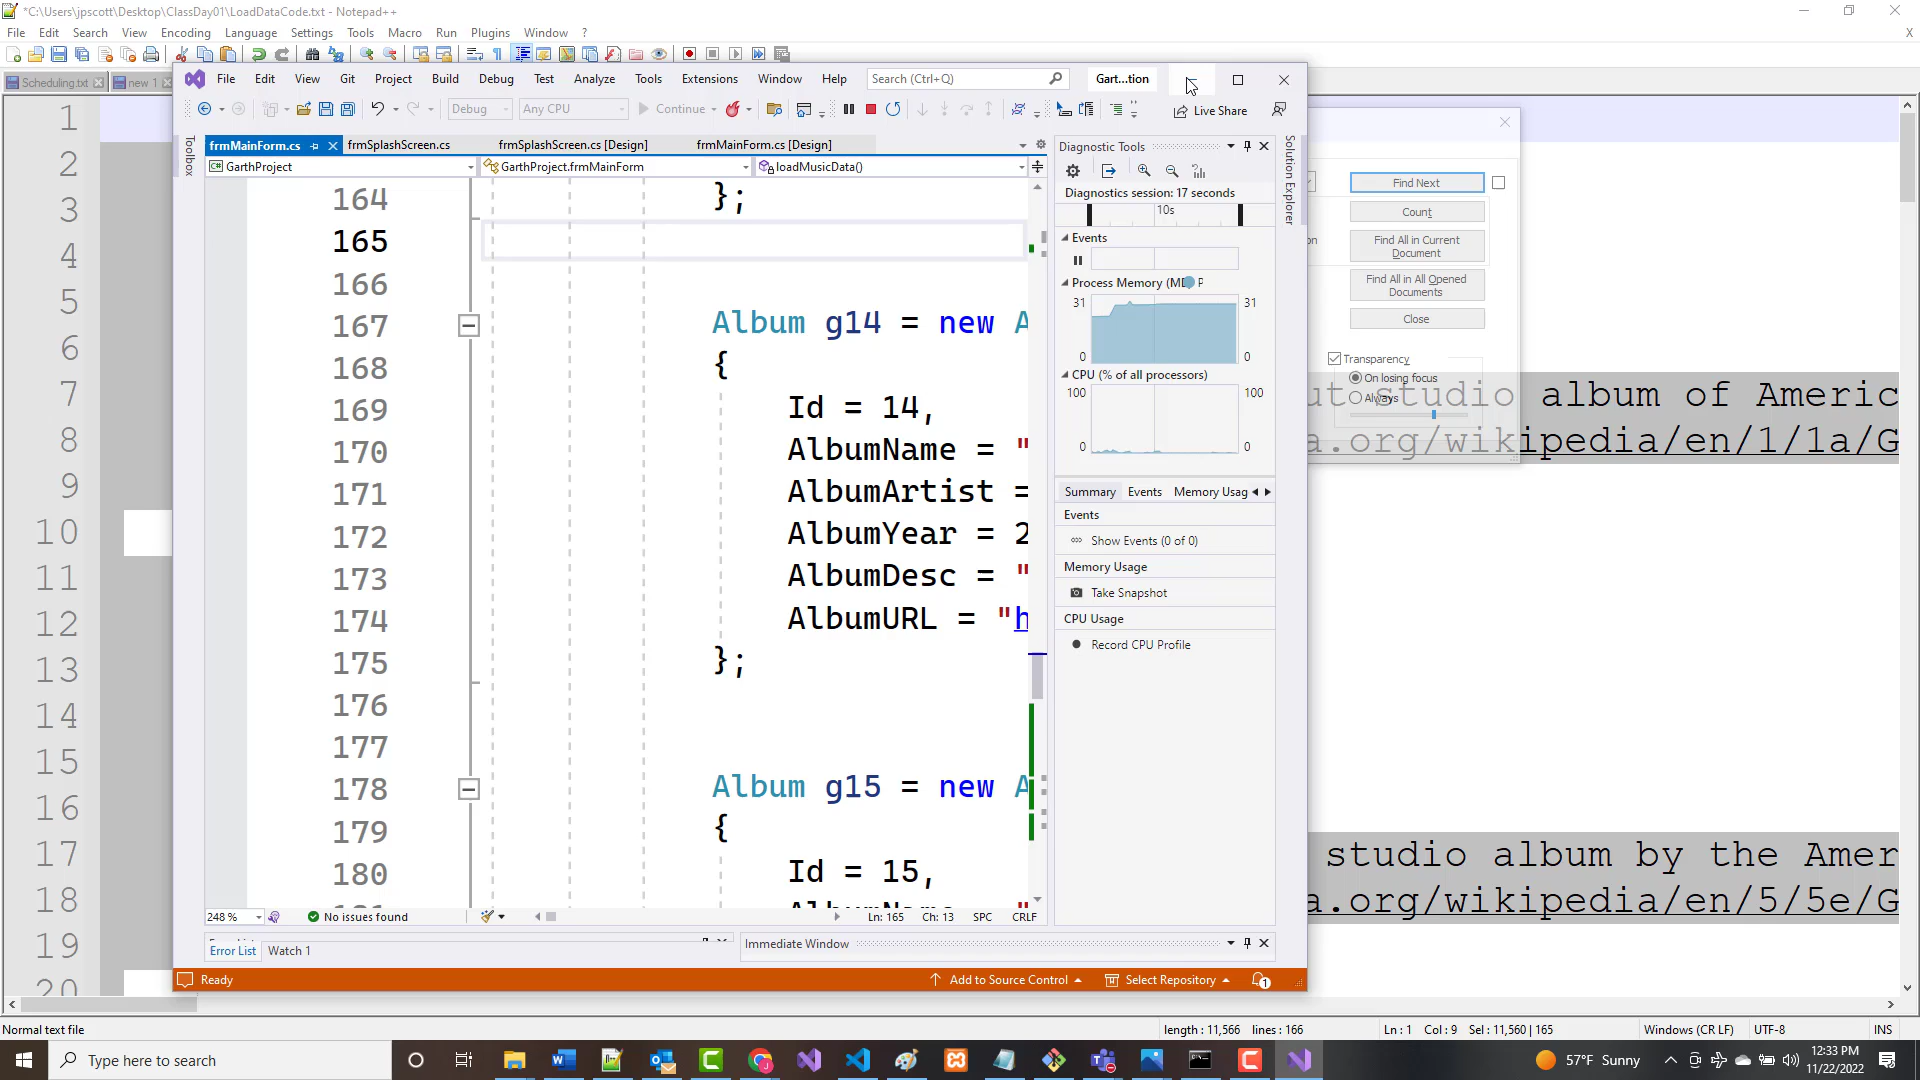 *C:\Users\jpscott\Desktop\ClassDay01\LoadDataCode.txt - Notepad++
File Edit Search View Encoding Language Settings Tools Macro Run Plugins Window ?
Scheduling.txt new 1
File Edit View Git Project Build Debug Test Analyze Tools Extensions Window Help Search (Ctrl+Q) Gart...tion
Debug Any CPU Continue Live Share
Toolbox
frmMainForm.cs frmSplashScreen.cs frmSplashScreen.cs [Design] frmMainForm.cs [Design]
GarthProject GarthProject.frmMainForm loadMusicData()
164 };
165
166
167 Album g14 = new A
168 {
169 Id = 14,
170 AlbumName = "
171 AlbumArtist =
172 AlbumYear = 2
173 AlbumDesc = "
174 AlbumURL = "h
175 };
176
177
178 Album g15 = new A
179 {
180 Id = 15,
248 % No issues found Ln: 165 Ch: 13 SPC CRLF
Error List Watch 1
Immediate Window
Ready Add to Source Control Select Repository 1
Diagnostic Tools
Diagnostics session: 17 seconds
10s
Events
Process Memory (M P
31 31
0 0
CPU (% of all processors)
100 100
0 0
Summary Events Memory Usag
Events
Show Events (0 of 0)
Memory Usage
Take Snapshot
CPU Usage
Record CPU Profile
Solution Explorer
Find Next
Count
Find All in Current
Document
Find All in All Opened
Documents
Close
Transparency
On losing focus
Always
1
2
3
4
5
6
7
8
9
10
11
12
13
14
15
16
17
18
19
20
ut studio album of Americ
a.org/wikipedia/en/1/1a/G
studio album by the Amer
a.org/wikipedia/en/5/5e/G
Normal text file length : 11,566 lines : 166 Ln : 1 Col : 9 Sel : 11,560 | 165 Windows (CR LF) UTF-8 INS
Type here to search 57°F Sunny 12:33 PM
11/22/2022